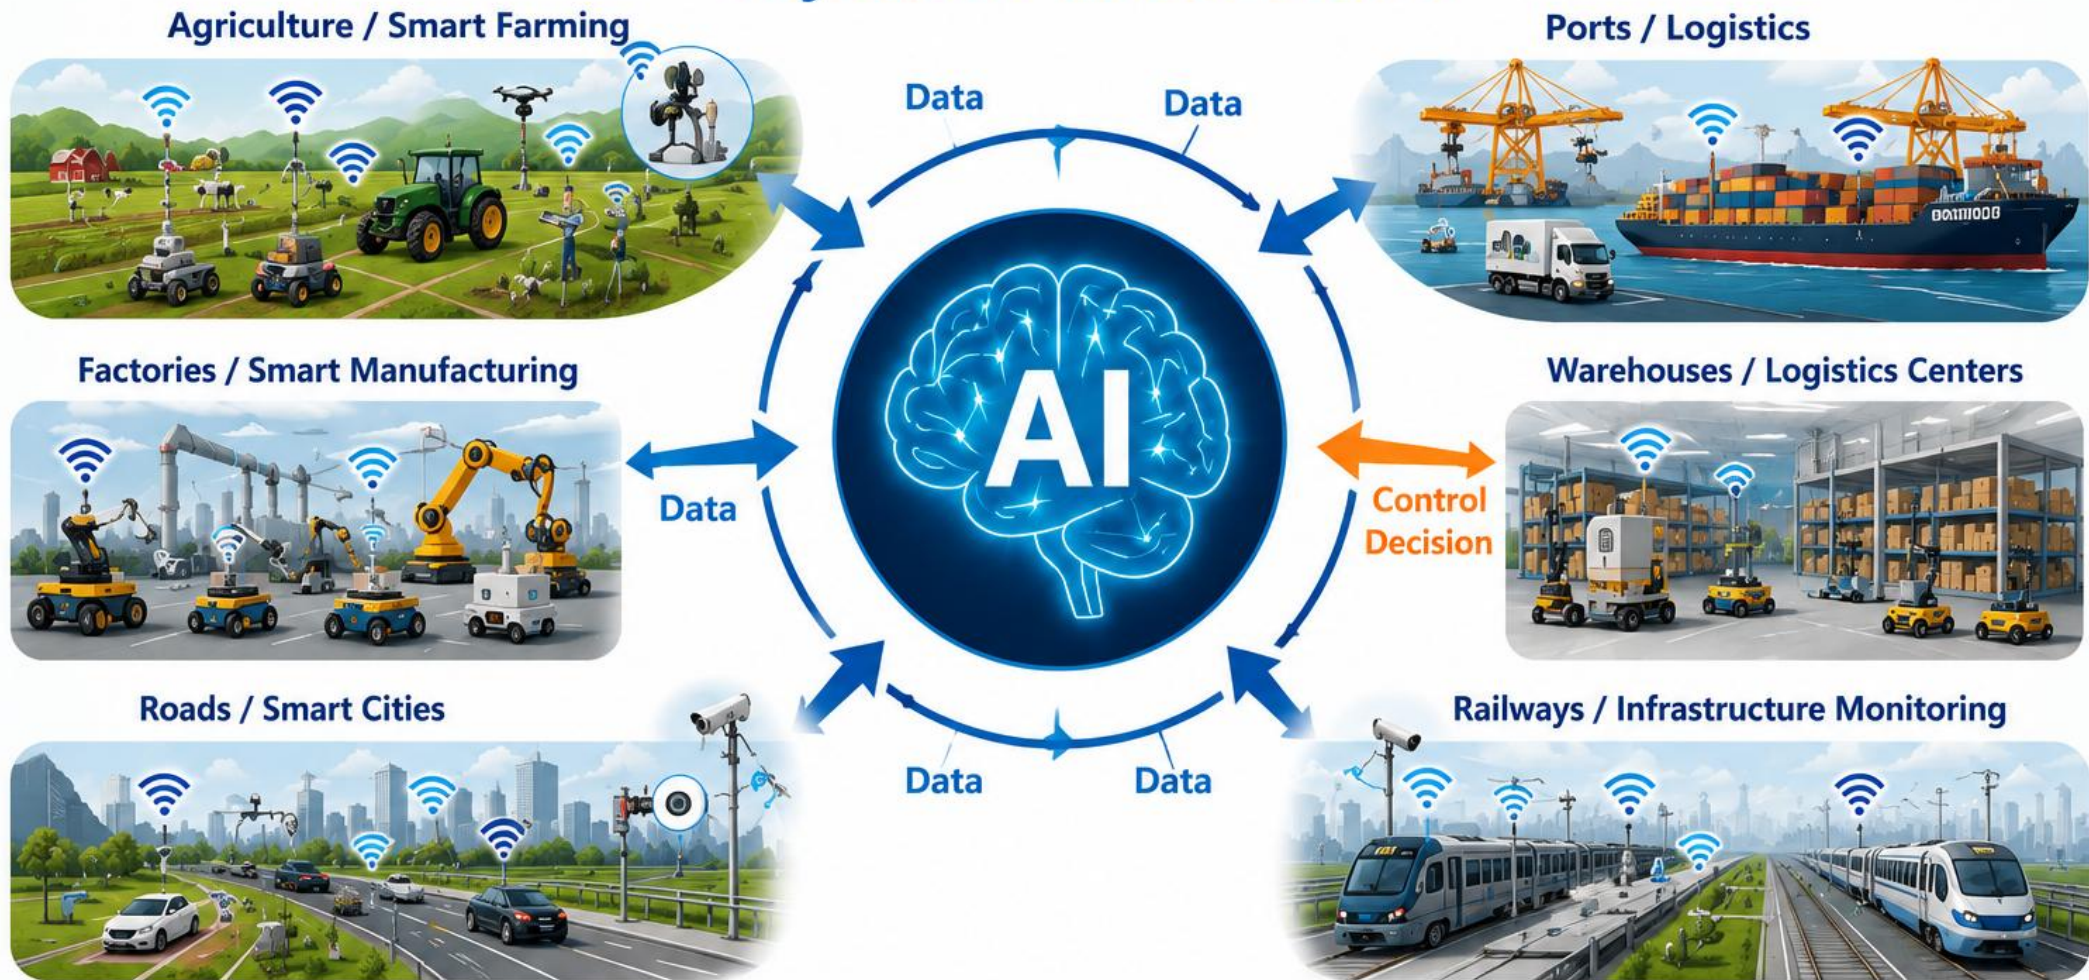 Agriculture / Smart Farming
Ports / Logistics
Data
Data
Factories / Smart Manufacturing
Warehouses / Logistics Centers
AI
Data
Control
Decision
Roads / Smart Cities
Railways / Infrastructure Monitoring
Data
Data